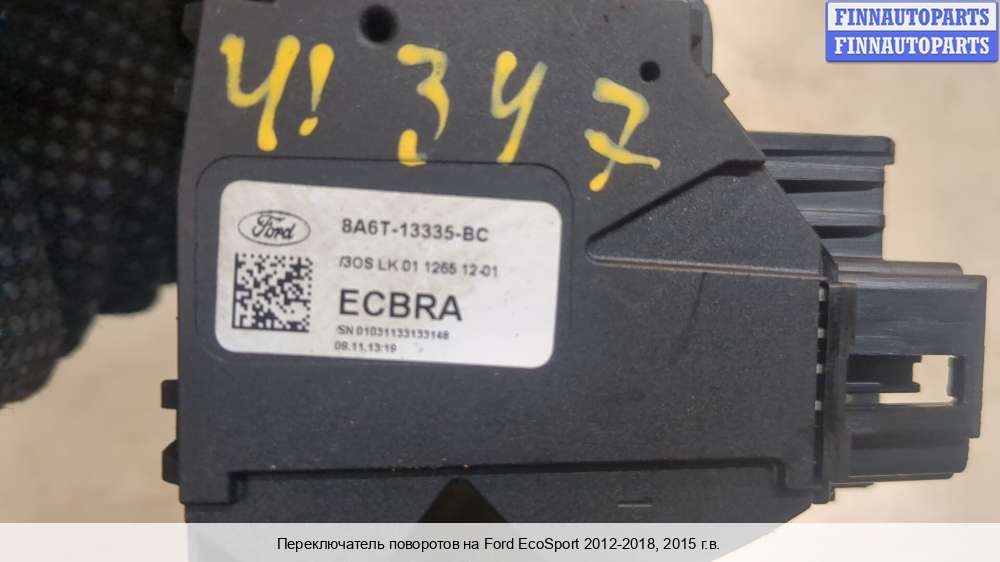 FINNAUTOPARTS
FINNAUTOPARTS
Ч! 347
Ford
8A6T-13335-BC
/3OS LK 01 1265 12-01
ECBRA
SN 01031133133148
09.11.13:19
Переключатель поворотов на Ford EcoSport 2012-2018, 2015 г.в.